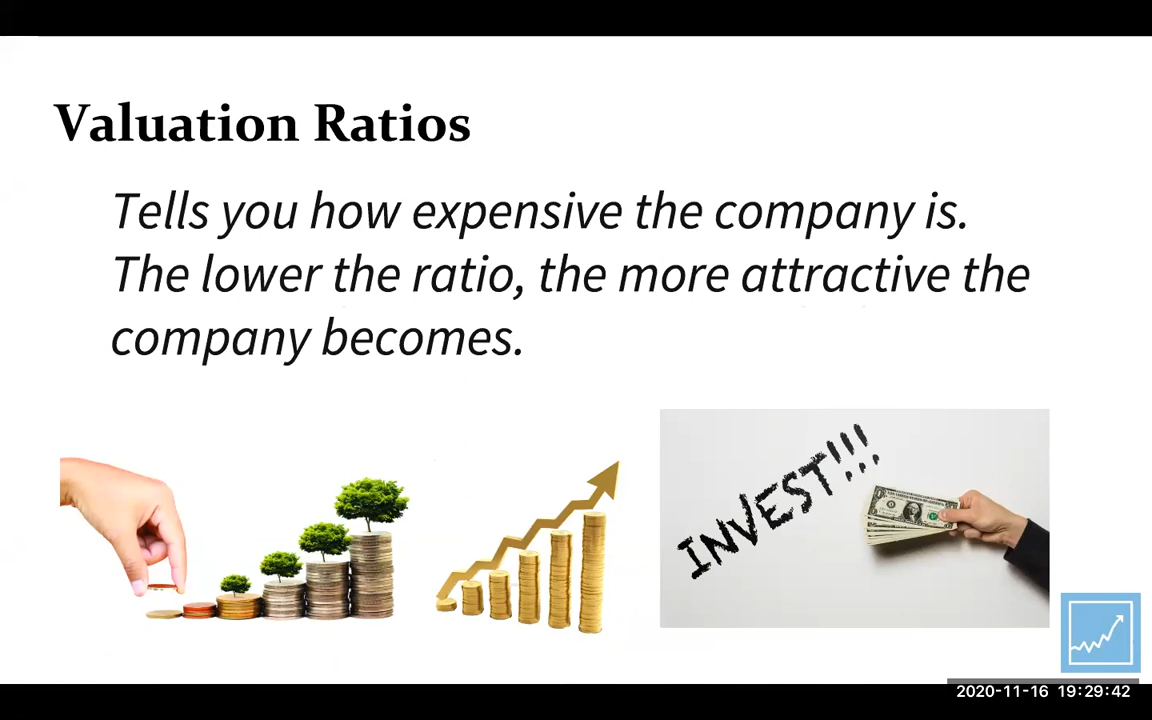 Valuation Ratios
Tells you how expensive the company is.
The lower the ratio, the more attractive the
company becomes.
INVEST!!!
2020-11-16 19:29:42